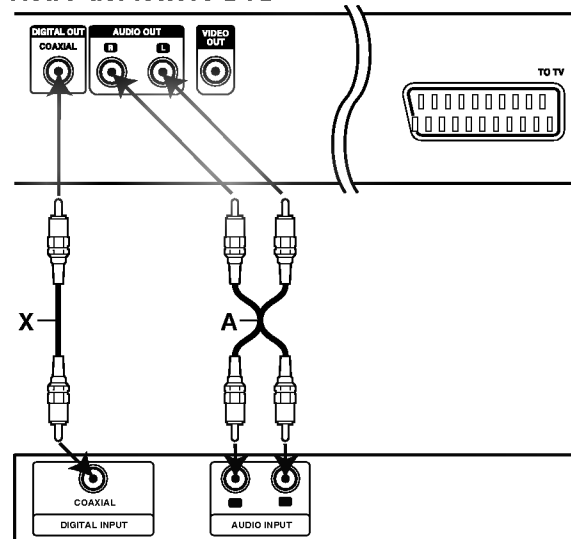 DIGITAL OUT
COAXIAL
AUDIO OUT
R
L
VIDEO
OUT
TO TV
X
A
COAXIAL
DIGITAL INPUT
AUDIO INPUT